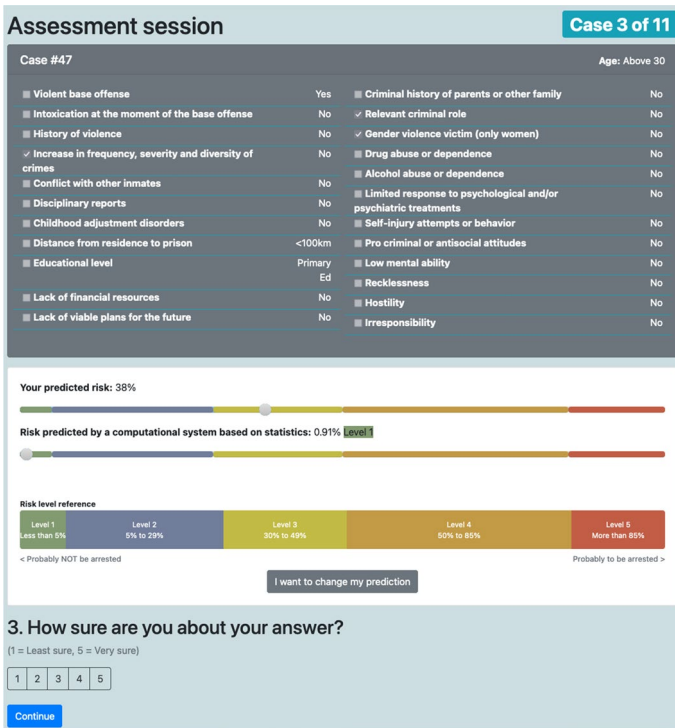 Assessment session
Case 3 of 11
Case #47
Age: Above 30
Violent base offense Yes
Intoxication at the moment of the base offense No
History of violence No
Increase in frequency, severity and diversity of No
crimes
Conflict with other inmates No
Disciplinary reports No
Childhood adjustment disorders No
Distance from residence to prison <100km
Educational level Primary
Ed
Lack of financial resources No
Lack of viable plans for the future No
Criminal history of parents or other family No
Relevant criminal role No
Gender violence victim (only women) No
Drug abuse or dependence No
Alcohol abuse or dependence No
Limited response to psychological and/or No
psychiatric treatments
Self-injury attempts or behavior No
Pro criminal or antisocial attitudes No
Low mental ability No
Recklessness No
Hostility No
Irresponsibility No
Your predicted risk: 38%
Risk predicted by a computational system based on statistics: 0.91% Level 1
Risk level reference
Level 1 Level 2 Level 3 Level 4 Level 5
Less than 5% 5% to 29% 30% to 49% 50% to 85% More than 85%
< Probably NOT be arrested Probably to be arrested >
I want to change my prediction
3. How sure are you about your answer?
(1 = Least sure, 5 = Very sure)
1 2 3 4 5
Continue